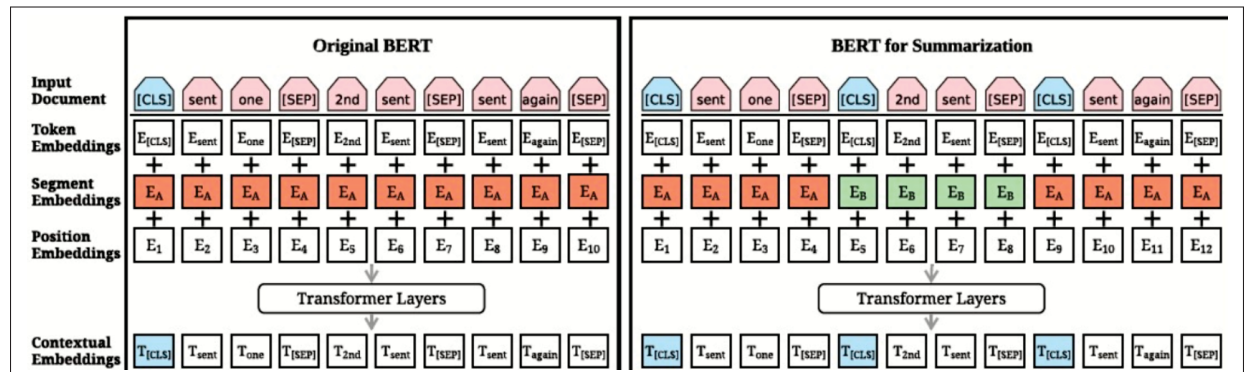 Original BERT
BERT for Summarization
Input Document
[CLS] sent one [SEP] 2nd sent [SEP] sent again [SEP]
[CLS] sent one [SEP] [CLS] 2nd sent [SEP] [CLS] sent again [SEP]
Token Embeddings
E[CLS] Esent Eone E[SEP] E2nd Esent E[SEP] Esent Eagain E[SEP]
E[CLS] Esent Eone E[SEP] E[CLS] E2nd Esent E[SEP] E[CLS] Esent Eagain E[SEP]
+ + + + + + + + + +
+ + + + + + + + + + + +
Segment Embeddings
EA EA EA EA EA EA EA EA EA EA
EA EA EA EA EB EB EB EB EA EA EA EA
+ + + + + + + + + +
+ + + + + + + + + + + +
Position Embeddings
E1 E2 E3 E4 E5 E6 E7 E8 E9 E10
E1 E2 E3 E4 E5 E6 E7 E8 E9 E10 E11 E12
Transformer Layers
Transformer Layers
Contextual Embeddings
T[CLS] Tsent Tone T[SEP] T2nd Tsent T[SEP] Tsent Tagain T[SEP]
T[CLS] Tsent Tone T[SEP] T[CLS] T2nd Tsent T[SEP] T[CLS] Tsent Tagain T[SEP]